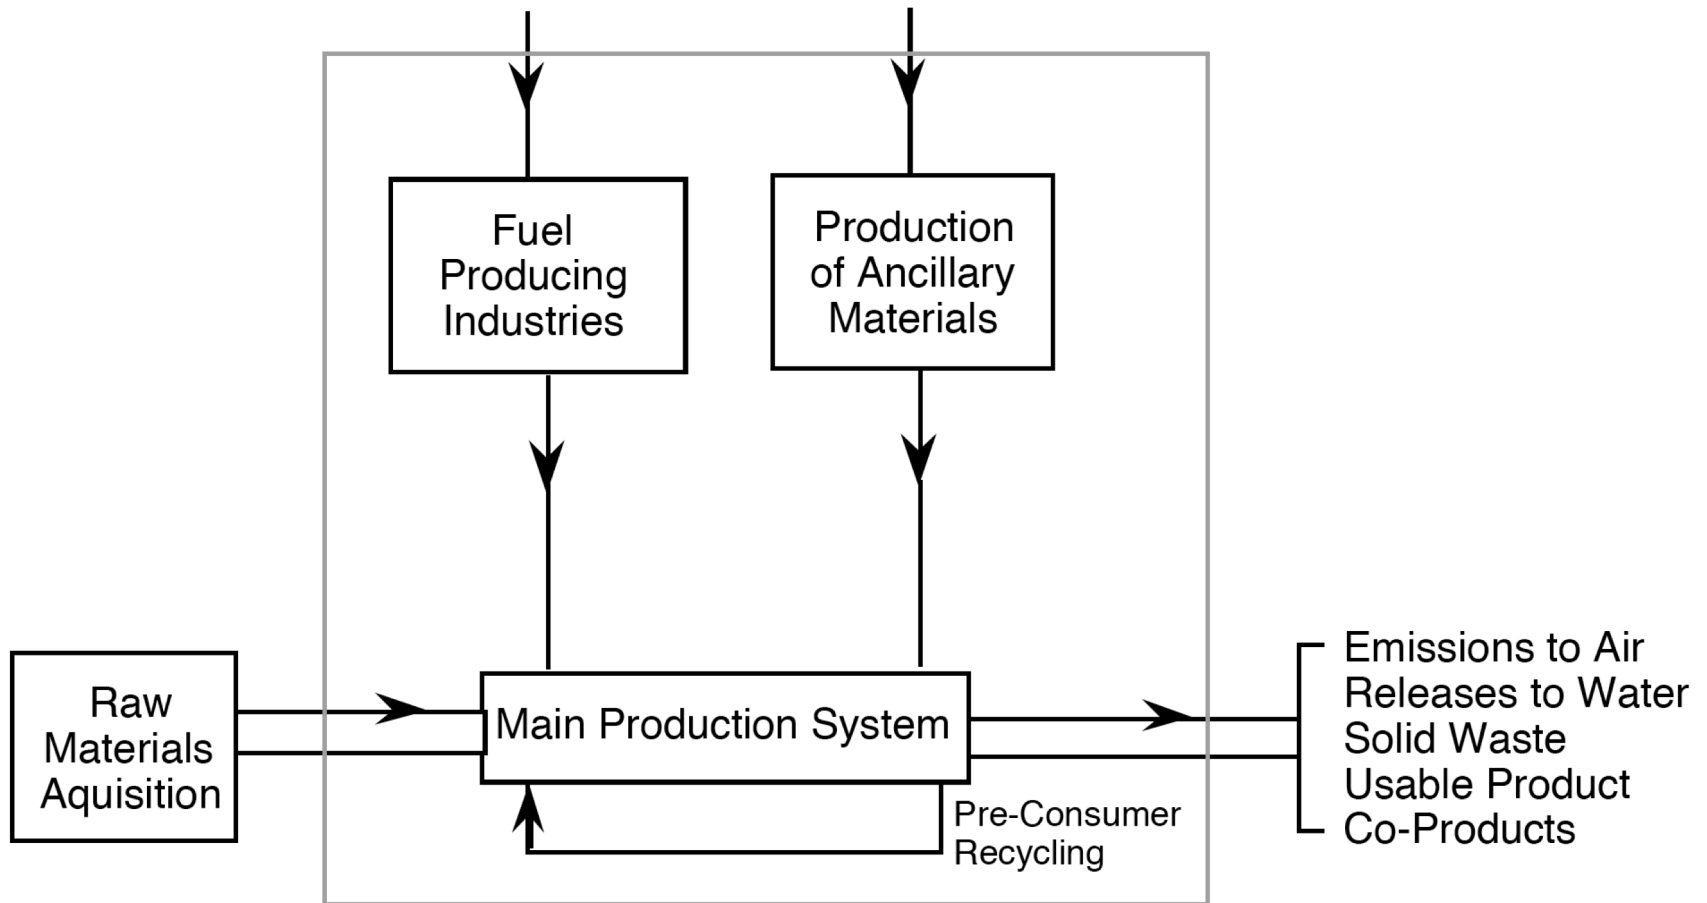 Fuel
Producing
Industries
Production
of Ancillary
Materials
Raw
Materials
Aquisition
Main Production System
Pre-Consumer
Recycling
Emissions to Air
Releases to Water
Solid Waste
Usable Product
Co-Products